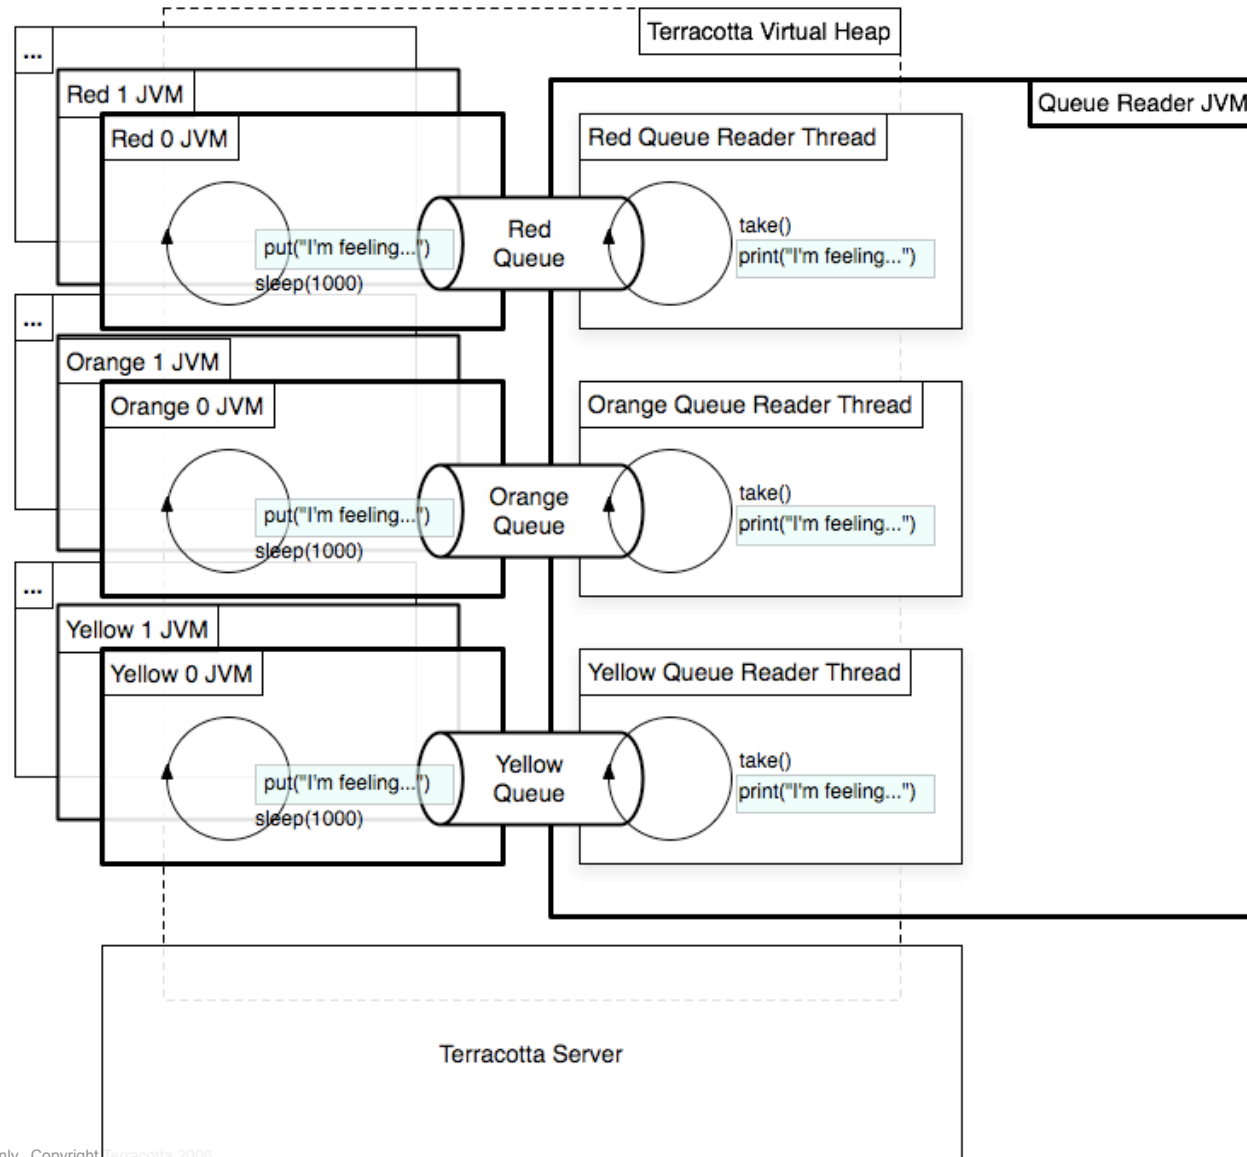 Terracotta Virtual Heap
...
Red 1 JVM
Red 0 JVM
put("I'm feeling...")
sleep(1000)
Red
Queue
Queue Reader JVM
Red Queue Reader Thread
take()
print("I'm feeling...")
...
Orange 1 JVM
Orange 0 JVM
put("I'm feeling...")
sleep(1000)
Orange
Queue
Orange Queue Reader Thread
take()
print("I'm feeling...")
...
Yellow 1 JVM
Yellow 0 JVM
put("I'm feeling...")
sleep(1000)
Yellow
Queue
Yellow Queue Reader Thread
take()
print("I'm feeling...")
Terracotta Server
Copyright Terracotta 2006